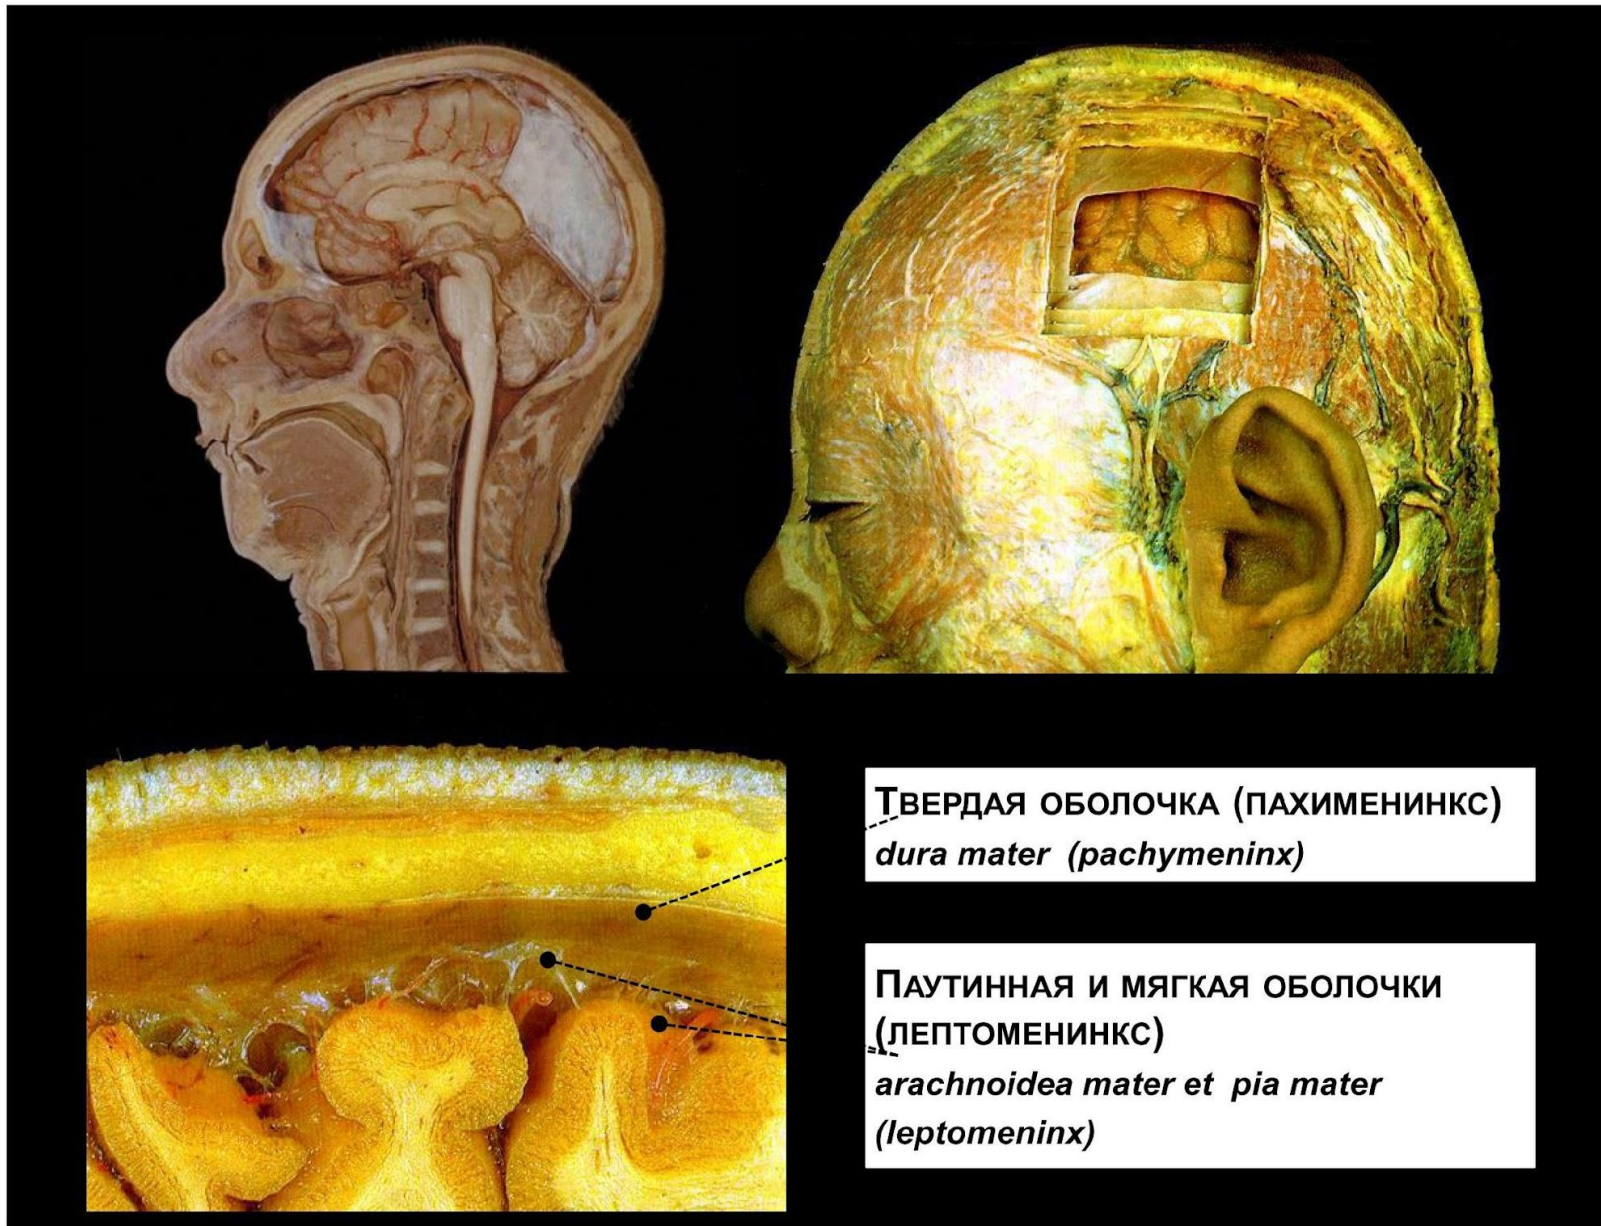 ТВЕРДАЯ ОБОЛОЧКА (ПАХИМЕНИНКС)
dura mater (pachymeninx)
ПАУТИННАЯ И МЯГКАЯ ОБОЛОЧКИ
(ЛЕПТОМЕНИНКС)
arachnoidea mater et pia mater
(leptomeninx)